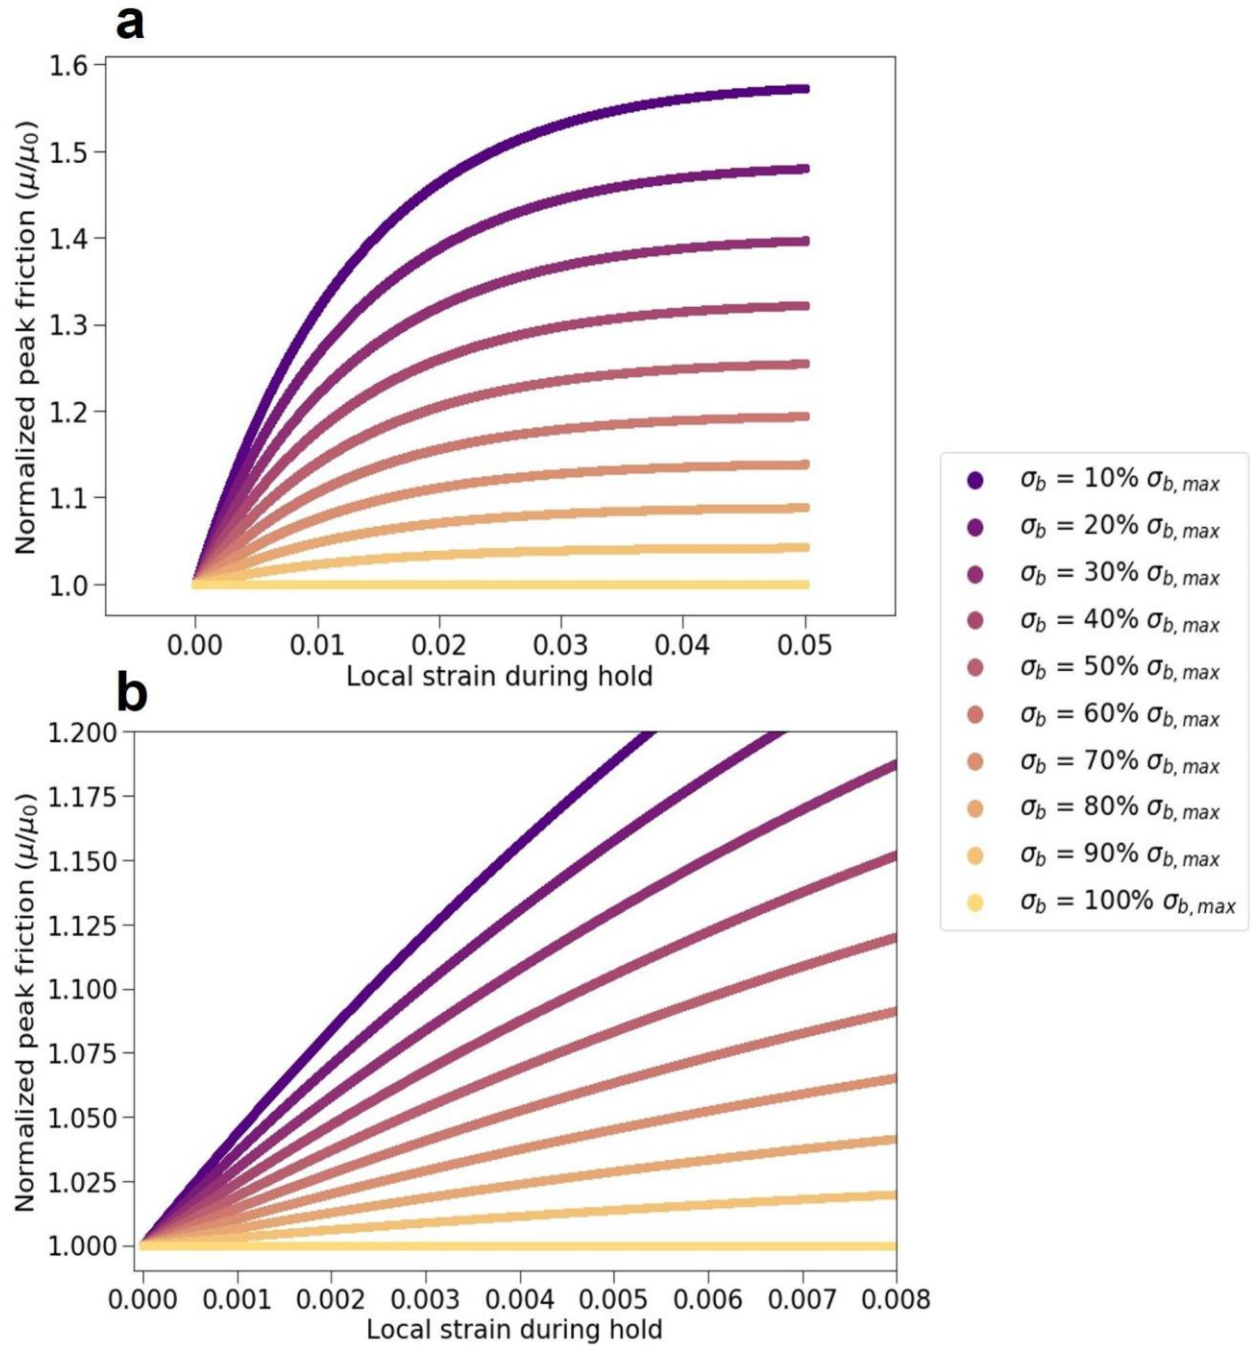 a
1.6
1.5
1.4
1.3
1.2
1.1
1.0
Normalized peak friction (μ/μ₀)
0.00 0.01 0.02 0.03 0.04 0.05
Local strain during hold
b
1.200
1.175
1.150
1.125
1.100
1.075
1.050
1.025
1.000
Normalized peak friction (μ/μ₀)
0.000 0.001 0.002 0.003 0.004 0.005 0.006 0.007 0.008
Local strain during hold
σb = 10% σb, max
σb = 20% σb, max
σb = 30% σb, max
σb = 40% σb, max
σb = 50% σb, max
σb = 60% σb, max
σb = 70% σb, max
σb = 80% σb, max
σb = 90% σb, max
σb = 100% σb, max